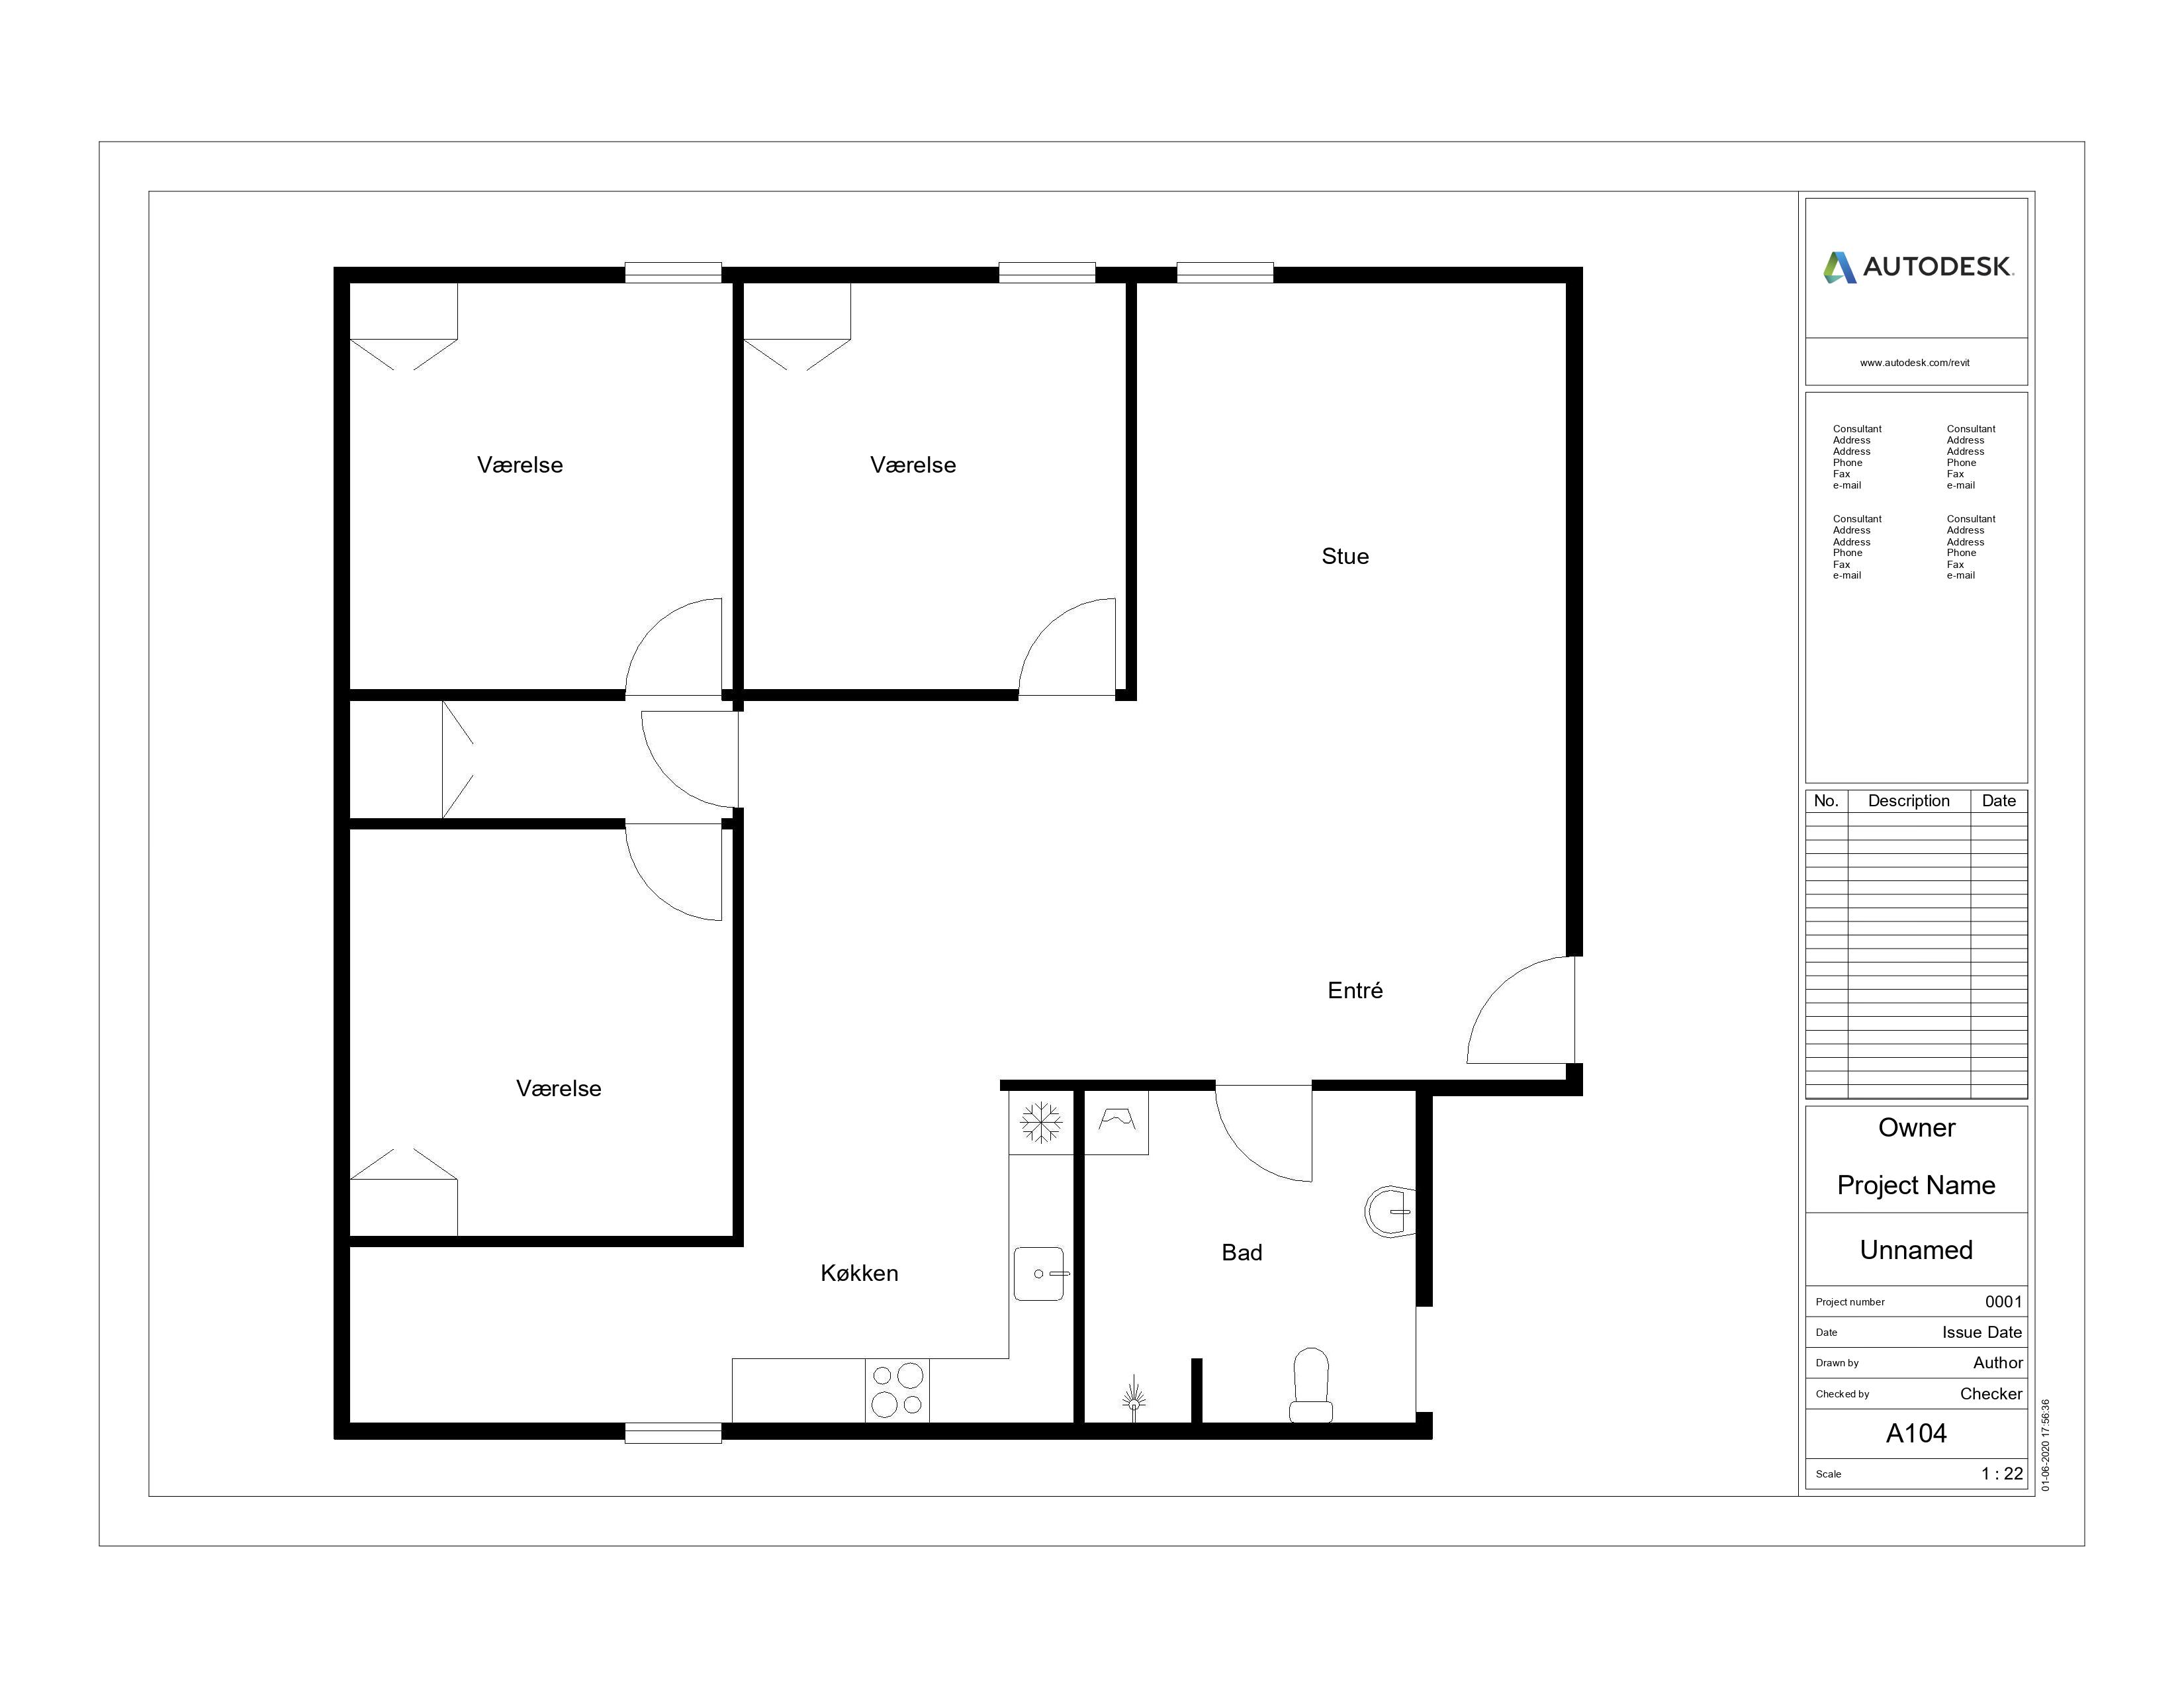 Værelse
Værelse
Stue
Entré
Værelse
Køkken
Bad
AUTODESK.
www.autodesk.com/revit
Consultant
Address
Address
Phone
Fax
e-mail
Consultant
Address
Address
Phone
Fax
e-mail
Consultant
Address
Address
Phone
Fax
e-mail
Consultant
Address
Address
Phone
Fax
e-mail
No. Description Date
Owner
Project Name
Unnamed
Project number 0001
Date Issue Date
Drawn by Author
Checked by Checker
A104
Scale 1 : 22
01-06-2020 17:56:36